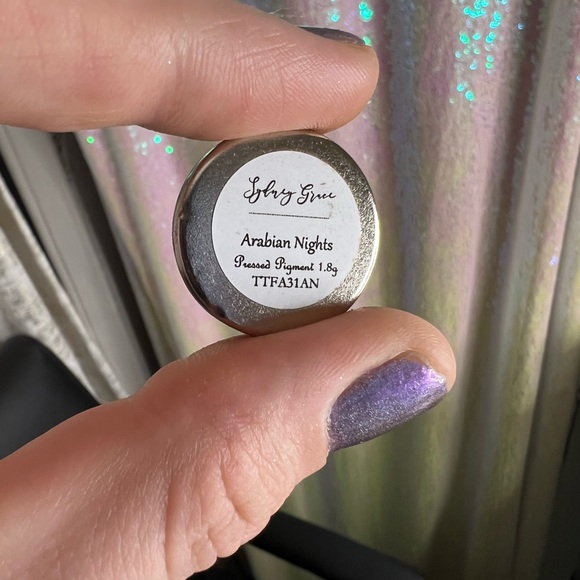 Sydney Grace
Arabian Nights
Pressed Pigment 1.8g
TTFA31AN